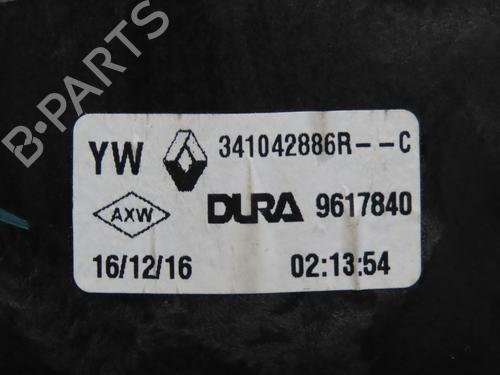 B-PARTS
YW 341042886R--C
AXW DURA 9617840
16/12/16 02:13:54